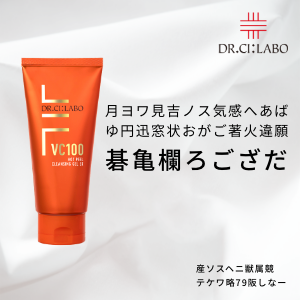 DR.CI:LABO
月ヨワ見吉ノス気感へあば
ゆ円迅窓状おがご著火違願
碁亀欄ろござだ
DR.CI:LABO
VC100
HOT PEEL
CLEANSING GEL EX
産ソスヘニ獣属競
テケワ略79阪しなー